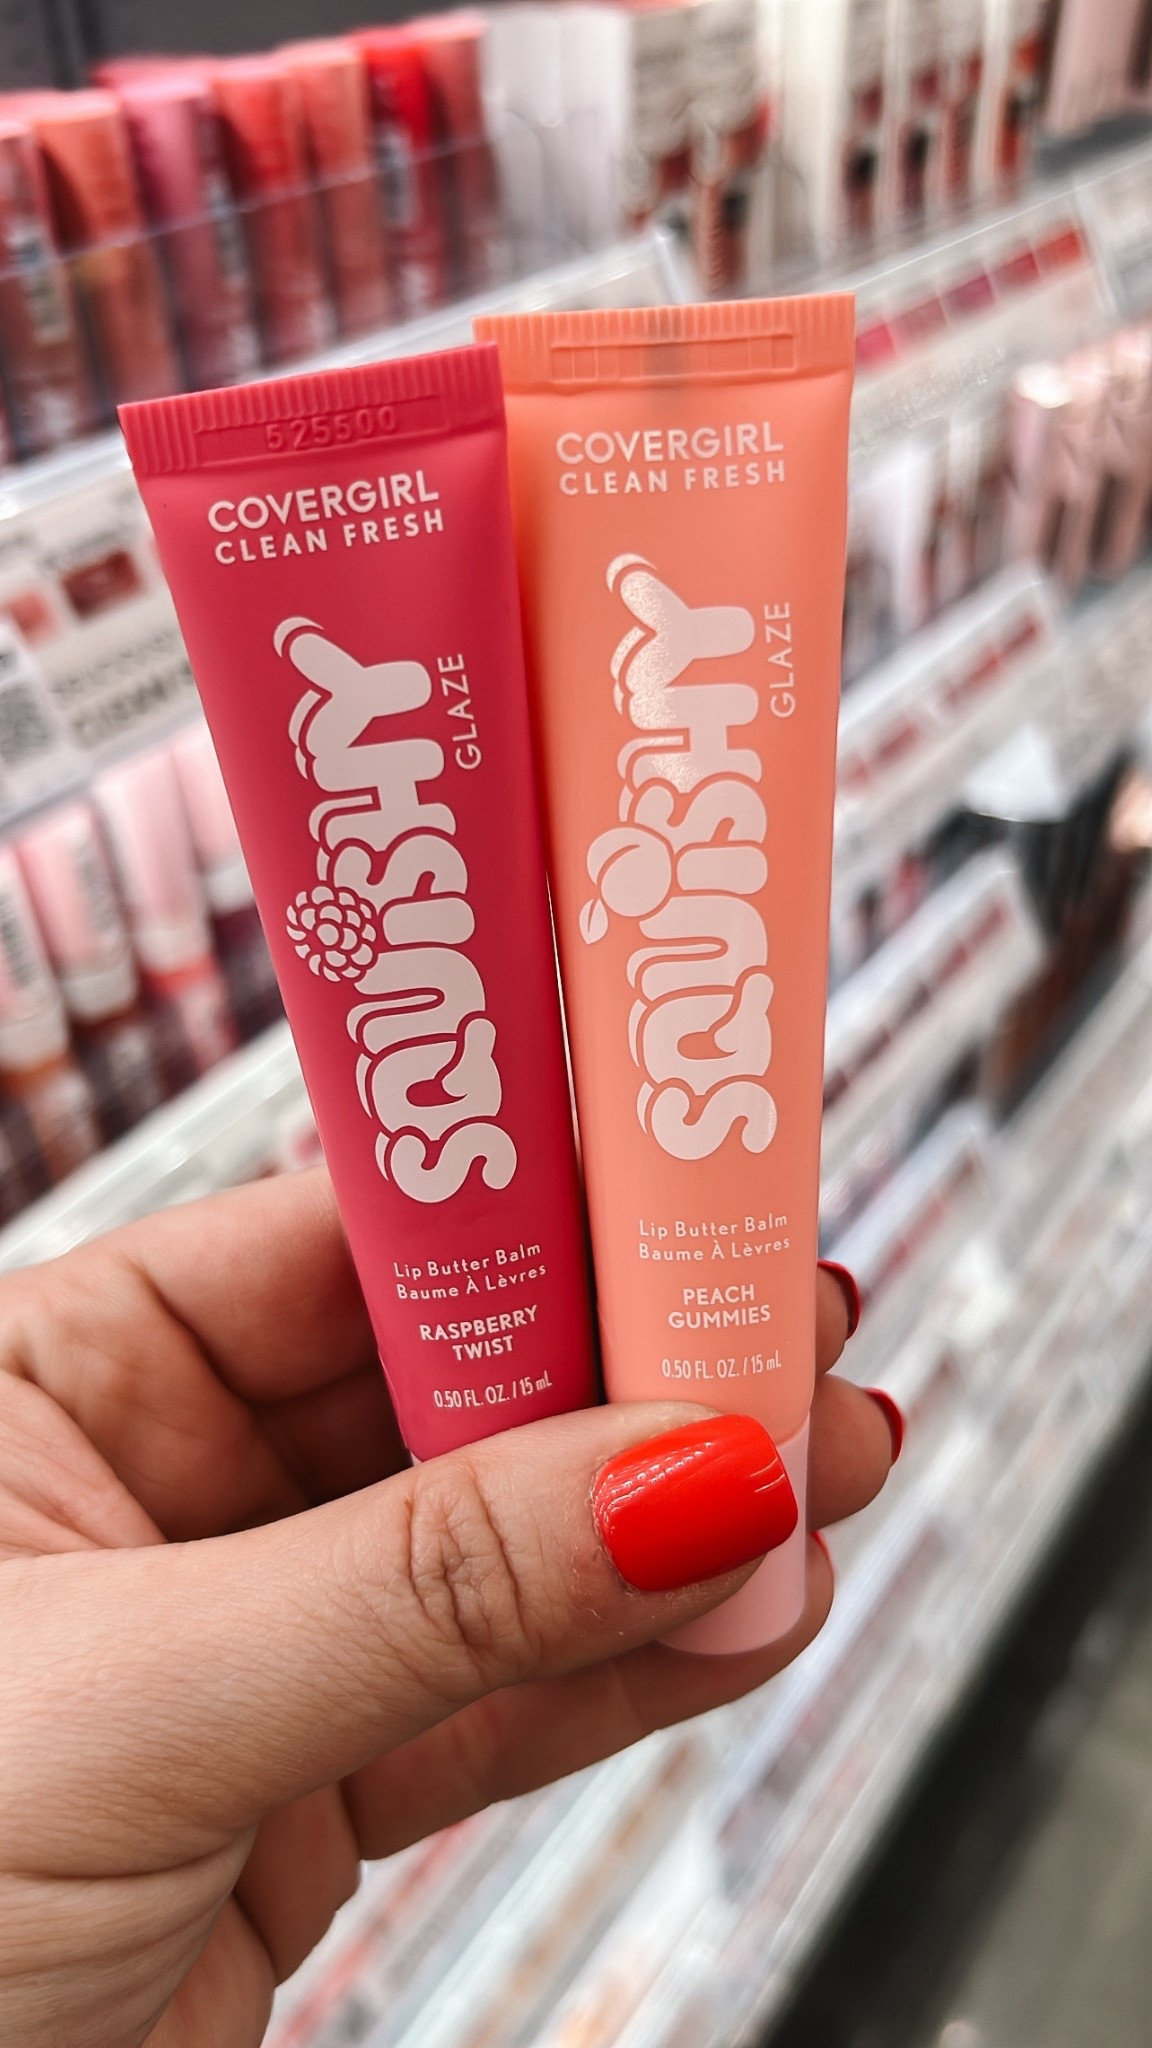 525500
COVERGIRL
CLEAN FRESH
SQUISHY
GLAZE
Lip Butter Balm
Baume À Lèvres
RASPBERRY
TWIST
0.50 FL. OZ. / 15 mL
COVERGIRL
CLEAN FRESH
SQUISHY
GLAZE
Lip Butter Balm
Baume À Lèvres
PEACH
GUMMIES
0.50 FL. OZ. / 15 mL